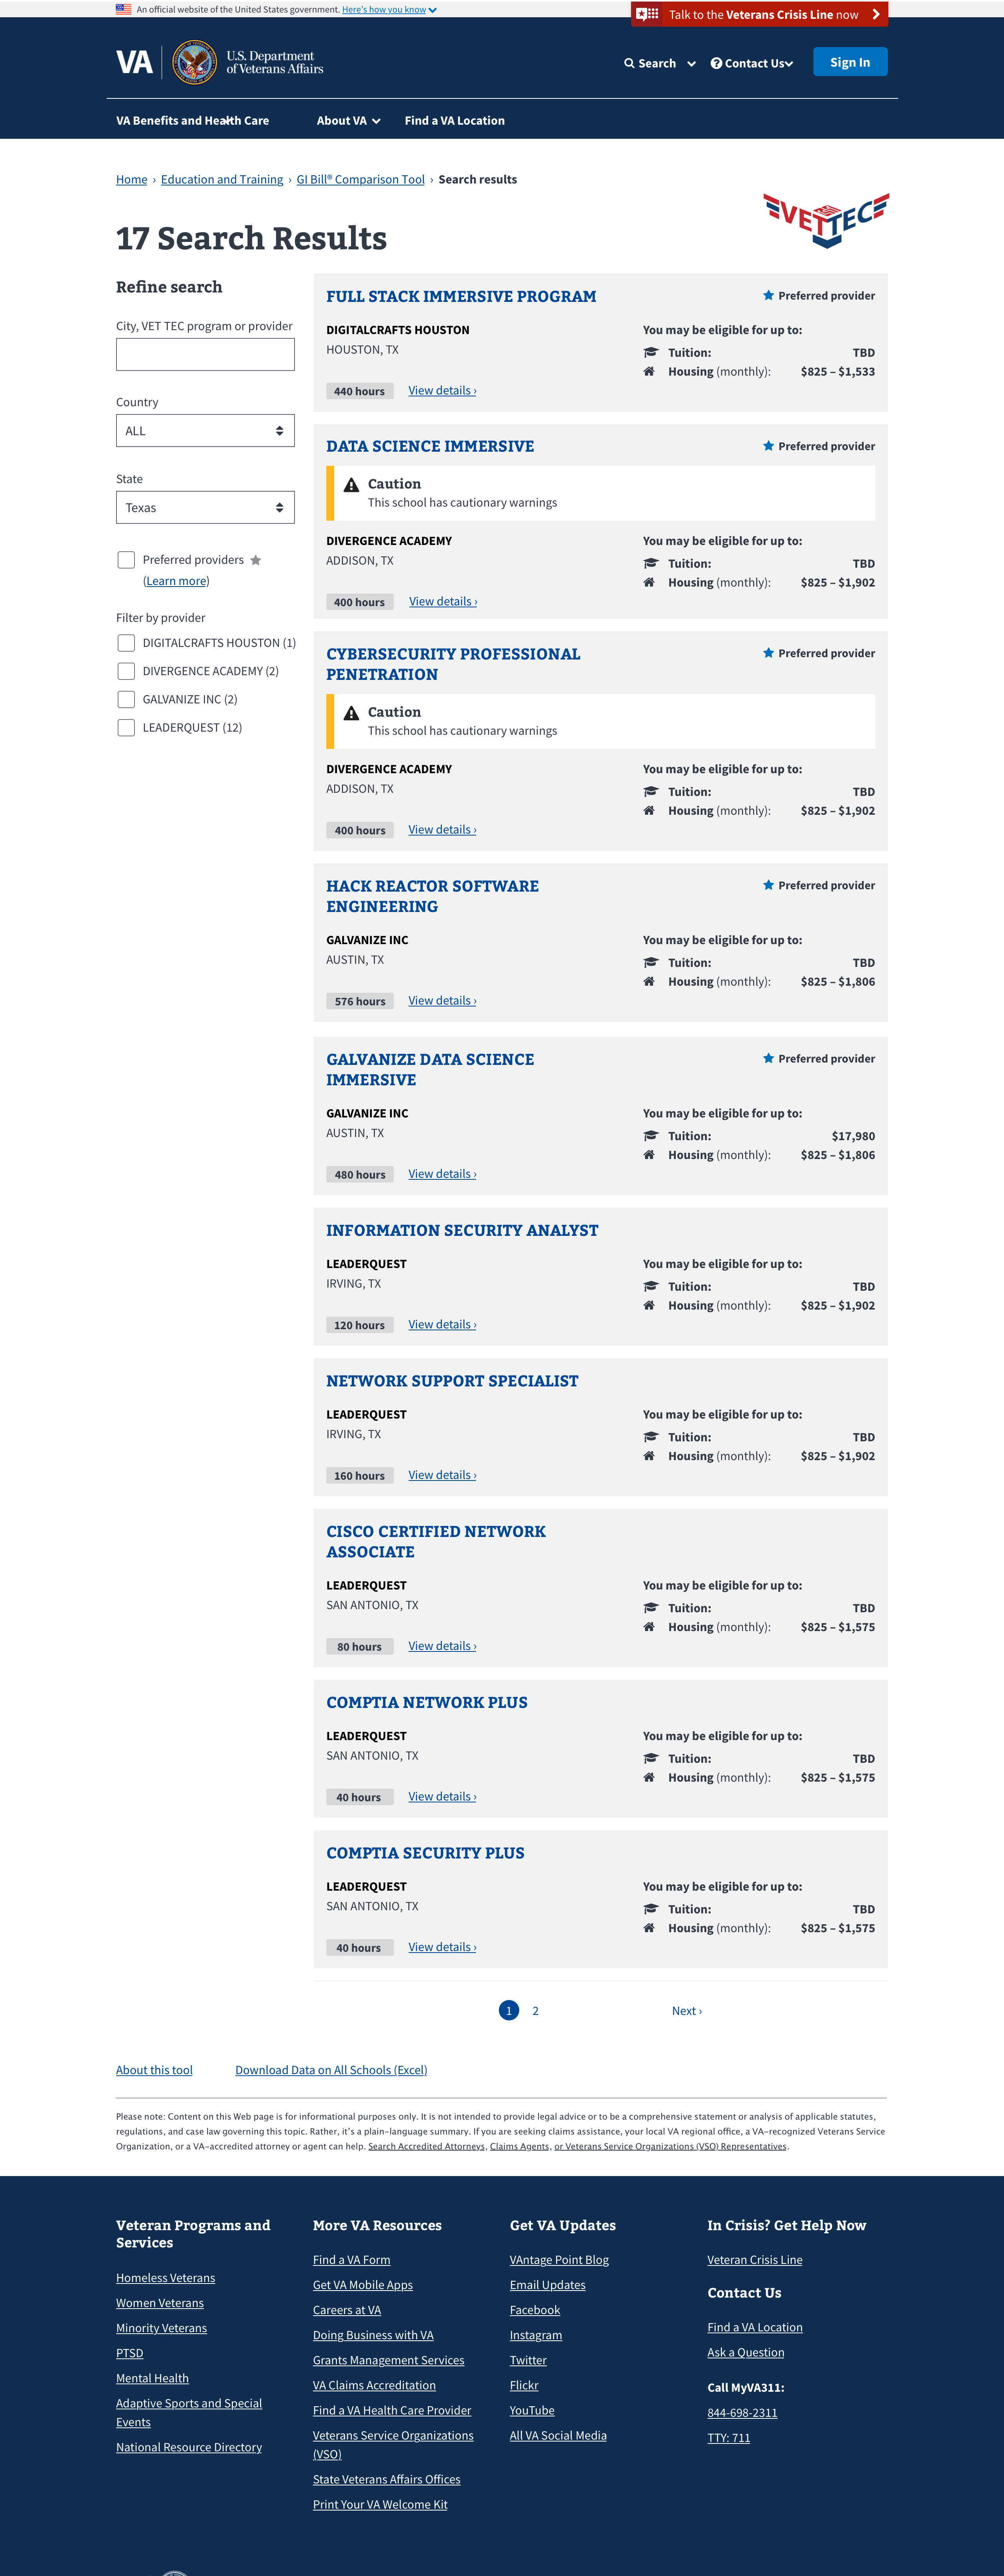 An official website of the United States government. Here's how you know
Talk to the Veterans Crisis Line now
VA
U.S. Department
of Veterans Affairs
Search
Contact Us
Sign In
VA Benefits and Health Care
About VA
Find a VA Location
Home › Education and Training › GI Bill® Comparison Tool › Search results
VET TEC
17 Search Results
Refine search
City, VET TEC program or provider
Country
ALL
State
Texas
Preferred providers
(Learn more)
Filter by provider
DIGITALCRAFTS HOUSTON (1)
DIVERGENCE ACADEMY (2)
GALVANIZE INC (2)
LEADERQUEST (12)
FULL STACK IMMERSIVE PROGRAM
Preferred provider
DIGITALCRAFTS HOUSTON
HOUSTON, TX
440 hours
View details ›
You may be eligible for up to:
Tuition: TBD
Housing (monthly): $825 – $1,533
DATA SCIENCE IMMERSIVE
Preferred provider
Caution
This school has cautionary warnings
DIVERGENCE ACADEMY
ADDISON, TX
400 hours
View details ›
You may be eligible for up to:
Tuition: TBD
Housing (monthly): $825 – $1,902
CYBERSECURITY PROFESSIONAL
PENETRATION
Preferred provider
Caution
This school has cautionary warnings
DIVERGENCE ACADEMY
ADDISON, TX
400 hours
View details ›
You may be eligible for up to:
Tuition: TBD
Housing (monthly): $825 – $1,902
HACK REACTOR SOFTWARE
ENGINEERING
Preferred provider
GALVANIZE INC
AUSTIN, TX
576 hours
View details ›
You may be eligible for up to:
Tuition: TBD
Housing (monthly): $825 – $1,806
GALVANIZE DATA SCIENCE
IMMERSIVE
Preferred provider
GALVANIZE INC
AUSTIN, TX
480 hours
View details ›
You may be eligible for up to:
Tuition: $17,980
Housing (monthly): $825 – $1,806
INFORMATION SECURITY ANALYST
LEADERQUEST
IRVING, TX
120 hours
View details ›
You may be eligible for up to:
Tuition: TBD
Housing (monthly): $825 – $1,902
NETWORK SUPPORT SPECIALIST
LEADERQUEST
IRVING, TX
160 hours
View details ›
You may be eligible for up to:
Tuition: TBD
Housing (monthly): $825 – $1,902
CISCO CERTIFIED NETWORK
ASSOCIATE
LEADERQUEST
SAN ANTONIO, TX
80 hours
View details ›
You may be eligible for up to:
Tuition: TBD
Housing (monthly): $825 – $1,575
COMPTIA NETWORK PLUS
LEADERQUEST
SAN ANTONIO, TX
40 hours
View details ›
You may be eligible for up to:
Tuition: TBD
Housing (monthly): $825 – $1,575
COMPTIA SECURITY PLUS
LEADERQUEST
SAN ANTONIO, TX
40 hours
View details ›
You may be eligible for up to:
Tuition: TBD
Housing (monthly): $825 – $1,575
1 2 Next ›
About this tool
Download Data on All Schools (Excel)
Please note: Content on this Web page is for informational purposes only. It is not intended to provide legal advice or to be a comprehensive statement or analysis of applicable statutes,
regulations, and case law governing this topic. Rather, it's a plain-language summary. If you are seeking claims assistance, your local VA regional office, a VA-recognized Veterans Service
Organization, or a VA-accredited attorney or agent can help. Search Accredited Attorneys, Claims Agents, or Veterans Service Organizations (VSO) Representatives.
Veteran Programs and
Services
Homeless Veterans
Women Veterans
Minority Veterans
PTSD
Mental Health
Adaptive Sports and Special
Events
National Resource Directory
More VA Resources
Find a VA Form
Get VA Mobile Apps
Careers at VA
Doing Business with VA
Grants Management Services
VA Claims Accreditation
Find a VA Health Care Provider
Veterans Service Organizations
(VSO)
State Veterans Affairs Offices
Print Your VA Welcome Kit
Get VA Updates
VAntage Point Blog
Email Updates
Facebook
Instagram
Twitter
Flickr
YouTube
All VA Social Media
In Crisis? Get Help Now
Veteran Crisis Line
Contact Us
Find a VA Location
Ask a Question
Call MyVA311:
844-698-2311
TTY: 711